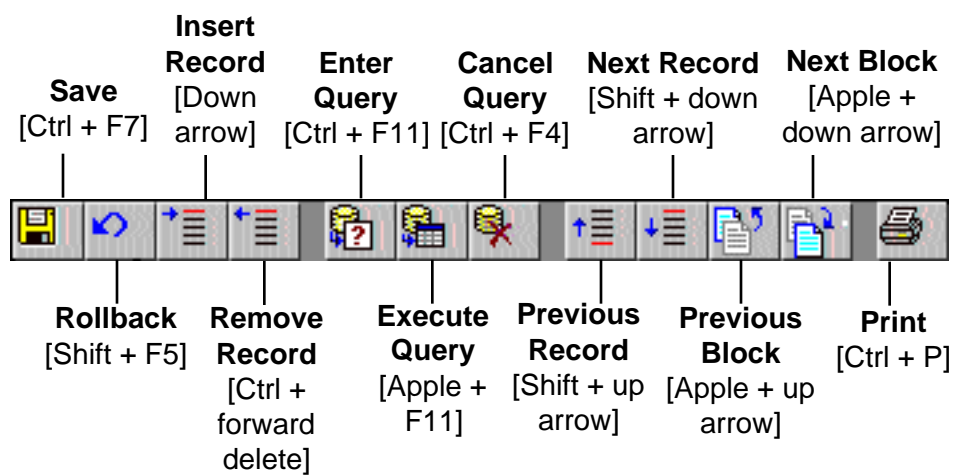 Save
[Ctrl + F7]
Insert
Record
[Down
arrow]
Enter
Query
[Ctrl + F11]
Cancel
Query
[Ctrl + F4]
Next Record
[Shift + down
arrow]
Next Block
[Apple +
down arrow]
?
Rollback
[Shift + F5]
Remove
Record
[Ctrl +
forward
delete]
Execute
Query
[Apple +
F11]
Previous
Record
[Shift + up
arrow]
Previous
Block
[Apple + up
arrow]
Print
[Ctrl + P]